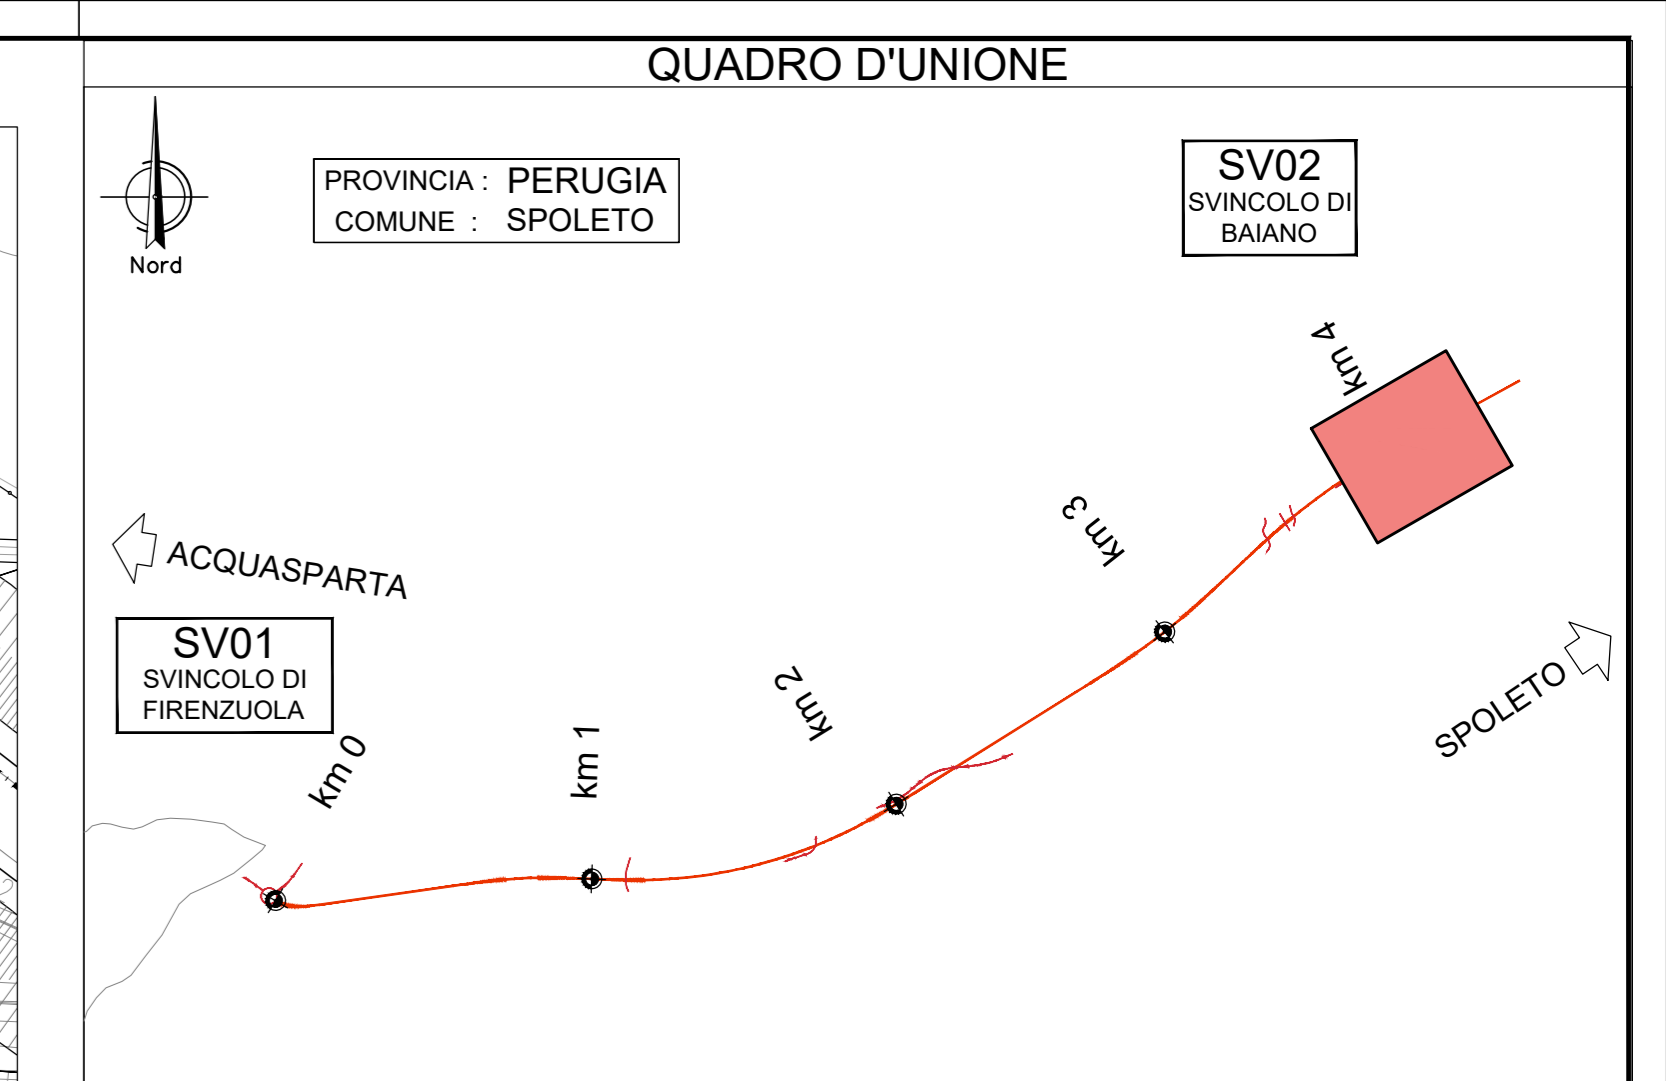 QUADRO D'UNIONE
PROVINCIA : PERUGIA
COMUNE : SPOLETO
Nord
SV02
SVINCOLO DI
BAIANO
km 4
km 3
ACQUASPARTA
SV01
SVINCOLO DI
FIRENZUOLA
km 0
km 1
km 2
SPOLETO